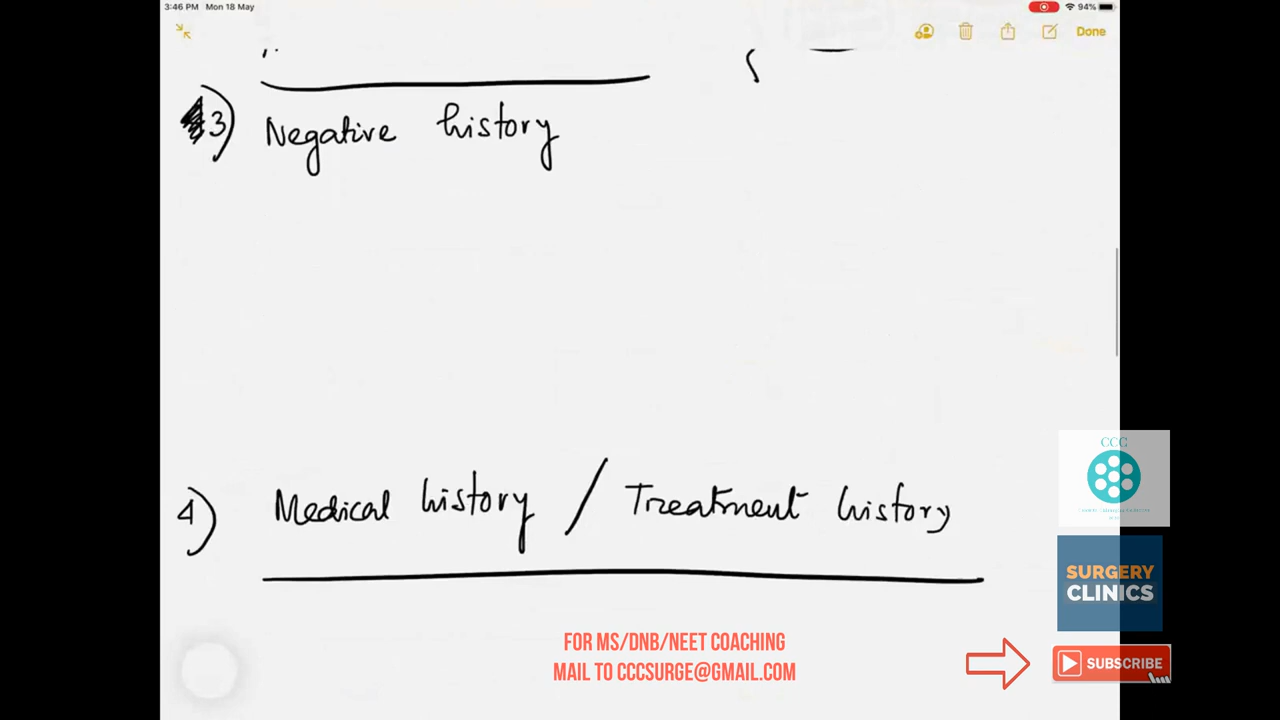 3:46 PM Mon 18 May
94%
Done
3) Negative history
4) Medical history / Treatment history
CCC
SURGERY
CLINICS
FOR MS/DNB/NEET COACHING
MAIL TO CCCSURGE@GMAIL.COM
SUBSCRIBE